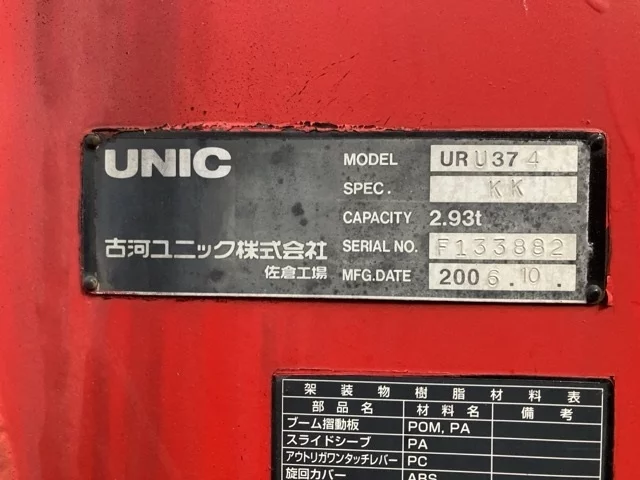 UNIC
MODEL URU374
SPEC. KK
CAPACITY 2.93t
古河ユニック株式会社 SERIAL NO. F133882
佐倉工場 MFG.DATE 2006.10.
架装物樹脂材料表
部品名 材料名 備考
ブーム摺動板 POM, PA
スライドシーブ PA
アウトリガワンタッチレバー PC
旋回カバー ABS